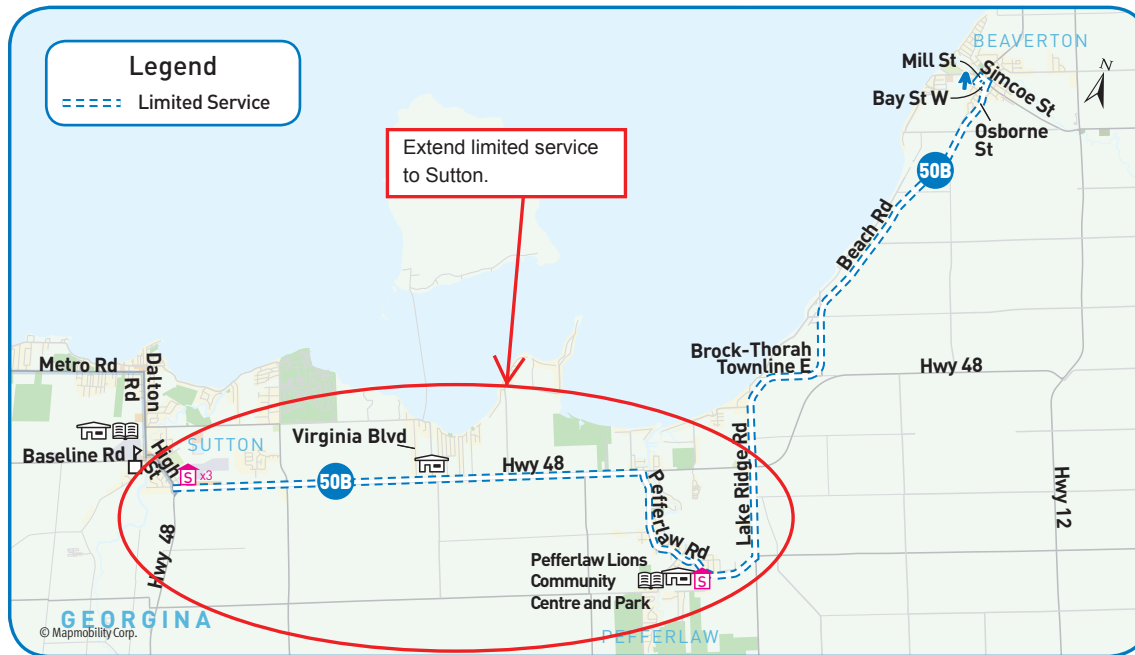 Legend
Limited Service
BEAVERTON
Mill St
Simcoe St
Bay St W
N
Osborne
St
Extend limited service
to Sutton.
50B
Beach Rd
Brock-Thorah
Townline E
Hwy 48
Metro Rd
Dalton
Rd
Virginia Blvd
SUTTON
Baseline Rd
High
St
S x3
50B
Hwy 48
Pefferlaw Rd
Lake Ridge Rd
Hwy 12
Hwy 48
Pefferlaw Lions
Community
Centre and Park
S
GEORGINA
PEFFERLAW
© Mapmobility Corp.